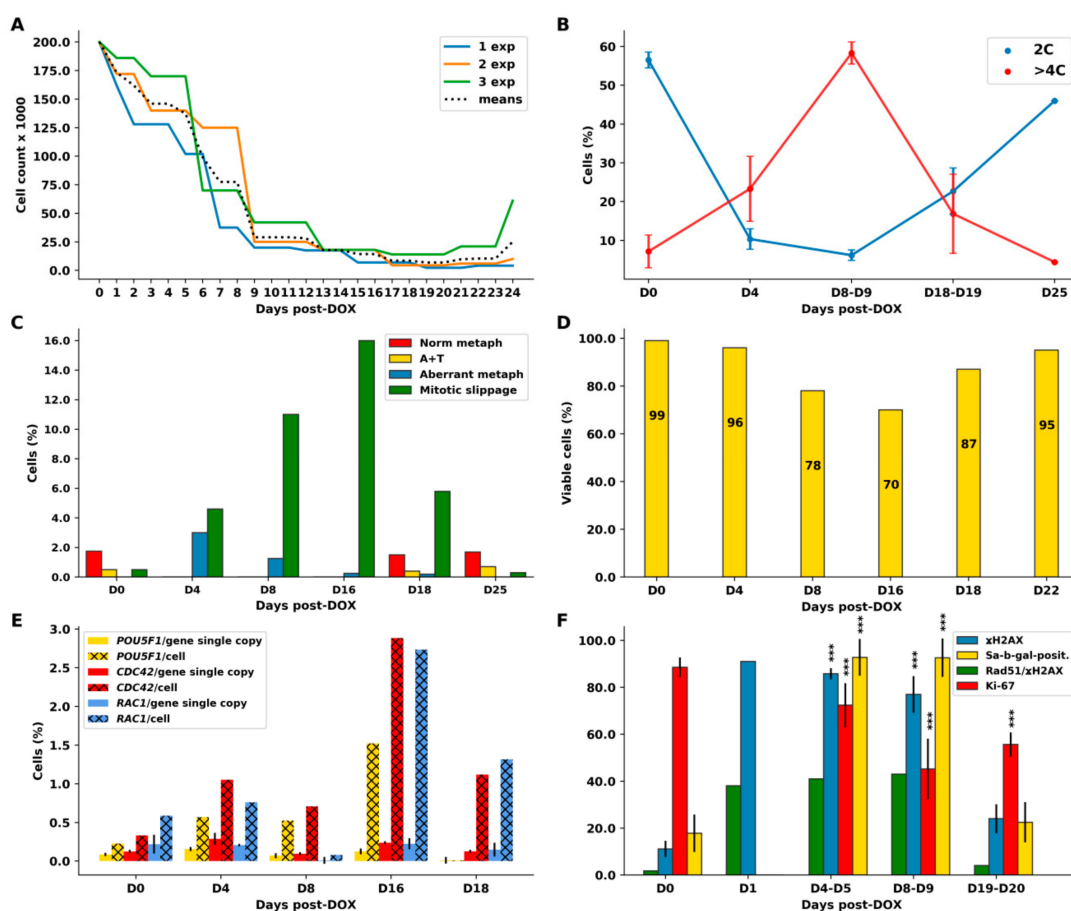 A
200.0
175.0
150.0
125.0
100.0
75.0
50.0
25.0
0.0
Cell count x 1000
1 exp
2 exp
3 exp
means
0 1 2 3 4 5 6 7 8 9 10 11 12 13 14 15 16 17 18 19 20 21 22 23 24
Days post-DOX
B
60
50
40
30
20
10
Cells (%)
2C
>4C
D0 D4 D8-D9 D18-D19 D25
Days post-DOX
C
16.0
14.0
12.0
10.0
8.0
6.0
4.0
2.0
0.0
Cells (%)
Norm metaph
A+T
Aberrant metaph
Mitotic slippage
D0 D4 D8 D16 D18 D25
Days post-DOX
D
100.0
80.0
60.0
40.0
20.0
0.0
Viable cells (%)
99 96 78 70 87 95
D0 D4 D8 D16 D18 D22
Days post-DOX
E
3.0
2.5
2.0
1.5
1.0
0.5
0.0
Cells (%)
POU5F1/gene single copy
POU5F1/cell
CDC42/gene single copy
CDC42/cell
RAC1/gene single copy
RAC1/cell
D0 D4 D8 D16 D18
Days post-DOX
F
100.0
80.0
60.0
40.0
20.0
0.0
Cells (%)
ɤH2AX
Sa-b-gal-posit.
Rad51/ɤH2AX
Ki-67
*** *** *** *** *** *** ***
D0 D1 D4-D5 D8-D9 D19-D20
Days post-DOX